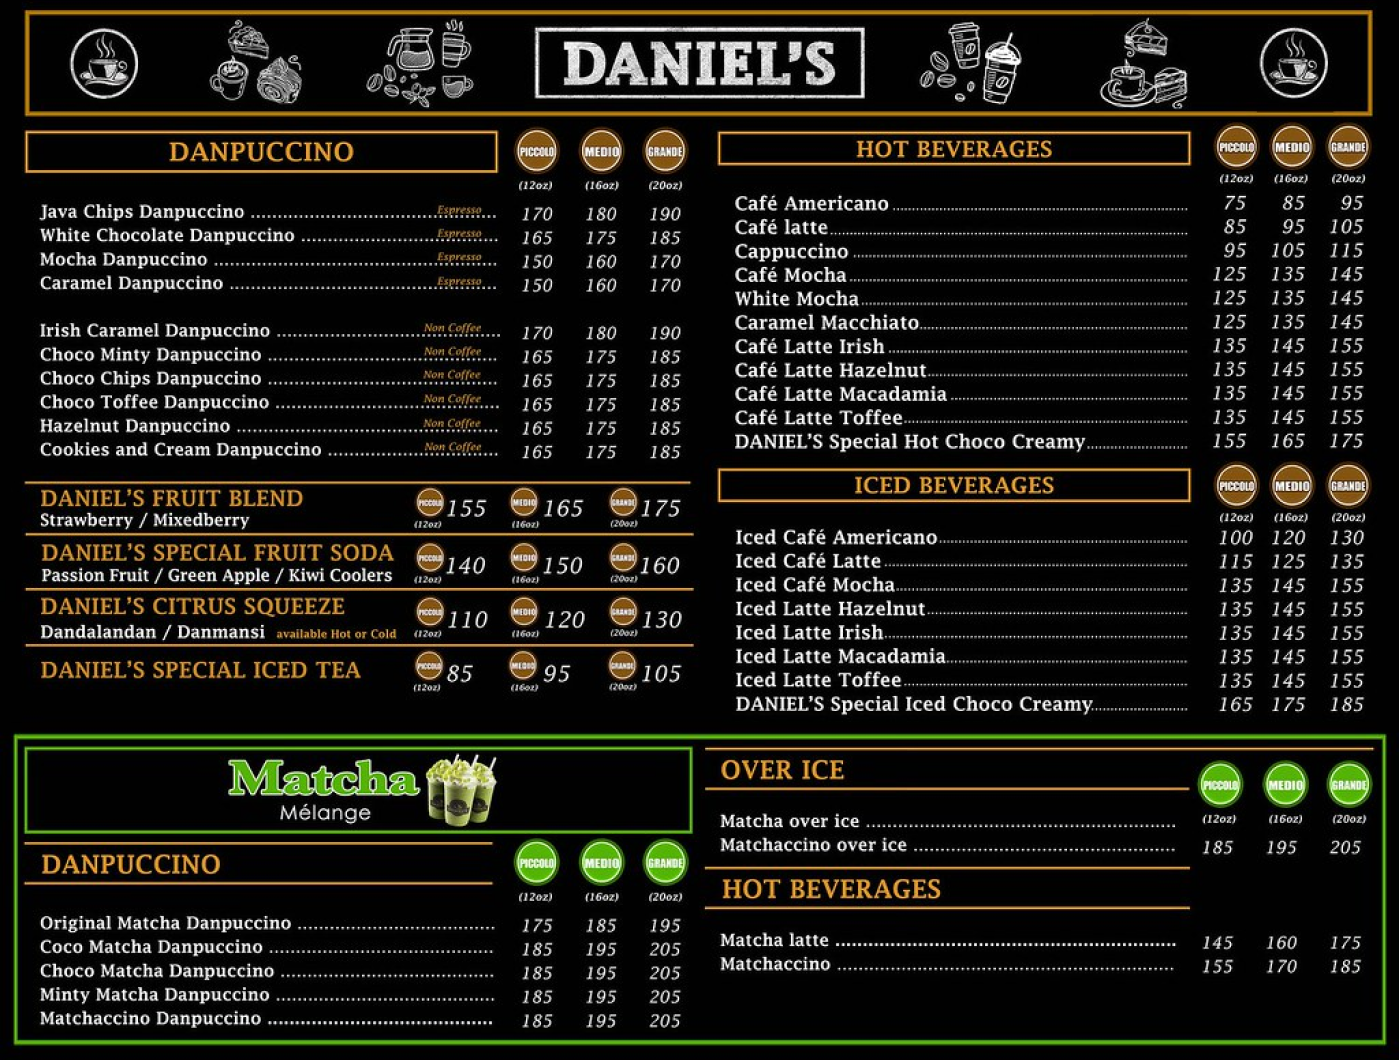 DANIEL'S
DANPUCCINO PICCOLO MEDIO GRANDE
(12oz) (16oz) (20oz)
Java Chips Danpuccino Espresso 170 180 190
White Chocolate Danpuccino Espresso 165 175 185
Mocha Danpuccino Espresso 150 160 170
Caramel Danpuccino Espresso 150 160 170
Irish Caramel Danpuccino Non Coffee 170 180 190
Choco Minty Danpuccino Non Coffee 165 175 185
Choco Chips Danpuccino Non Coffee 165 175 185
Choco Toffee Danpuccino Non Coffee 165 175 185
Hazelnut Danpuccino Non Coffee 165 175 185
Cookies and Cream Danpuccino Non Coffee 165 175 185
DANIEL'S FRUIT BLEND PICCOLO 155 MEDIO 165 GRANDE 175
Strawberry / Mixedberry (12oz) (16oz) (20oz)
DANIEL'S SPECIAL FRUIT SODA PICCOLO 140 MEDIO 150 GRANDE 160
Passion Fruit / Green Apple / Kiwi Coolers (12oz) (16oz) (20oz)
DANIEL'S CITRUS SQUEEZE PICCOLO 110 MEDIO 120 GRANDE 130
Dandalandan / Danmansi available Hot or Cold (12oz) (16oz) (20oz)
DANIEL'S SPECIAL ICED TEA PICCOLO 85 MEDIO 95 GRANDE 105
(12oz) (16oz) (20oz)
HOT BEVERAGES PICCOLO MEDIO GRANDE
(12oz) (16oz) (20oz)
Café Americano 75 85 95
Café latte 85 95 105
Cappuccino 95 105 115
Café Mocha 125 135 145
White Mocha 125 135 145
Caramel Macchiato 125 135 145
Café Latte Irish 135 145 155
Café Latte Hazelnut 135 145 155
Café Latte Macadamia 135 145 155
Café Latte Toffee 135 145 155
DANIEL'S Special Hot Choco Creamy 155 165 175
ICED BEVERAGES PICCOLO MEDIO GRANDE
(12oz) (16oz) (20oz)
Iced Café Americano 100 120 130
Iced Café Latte 115 125 135
Iced Café Mocha 135 145 155
Iced Latte Hazelnut 135 145 155
Iced Latte Irish 135 145 155
Iced Latte Macadamia 135 145 155
Iced Latte Toffee 135 145 155
DANIEL'S Special Iced Choco Creamy 165 175 185
Matcha
Mélange
DANPUCCINO PICCOLO MEDIO GRANDE
(12oz) (16oz) (20oz)
Original Matcha Danpuccino 175 185 195
Coco Matcha Danpuccino 185 195 205
Choco Matcha Danpuccino 185 195 205
Minty Matcha Danpuccino 185 195 205
Matchaccino Danpuccino 185 195 205
OVER ICE PICCOLO MEDIO GRANDE
(12oz) (16oz) (20oz)
Matcha over ice
Matchaccino over ice 185 195 205
HOT BEVERAGES
Matcha latte 145 160 175
Matchaccino 155 170 185